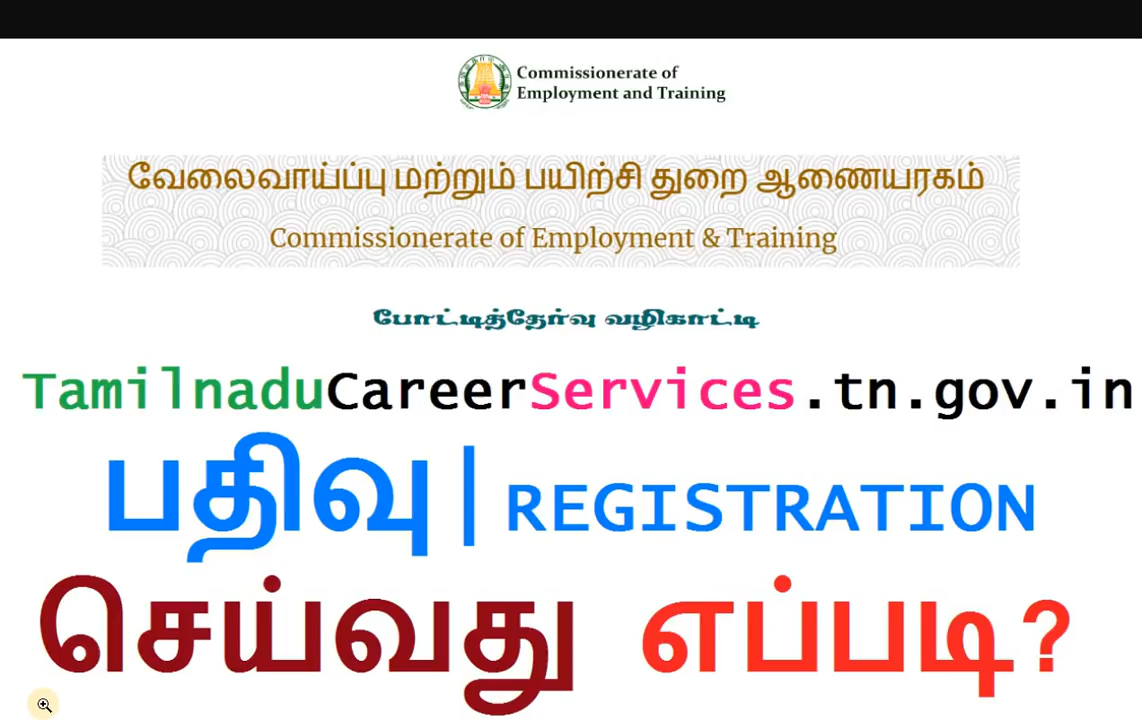 Commissionerate of
Employment and Training
வேலைவாய்ப்பு மற்றும் பயிற்சி துறை ஆணையரகம்
Commissionerate of Employment & Training
போட்டித்தேர்வு வழிகாட்டி
TamilnaduCareerServices.tn.gov.in
பதிவு | REGISTRATION
செய்வது எப்படி?